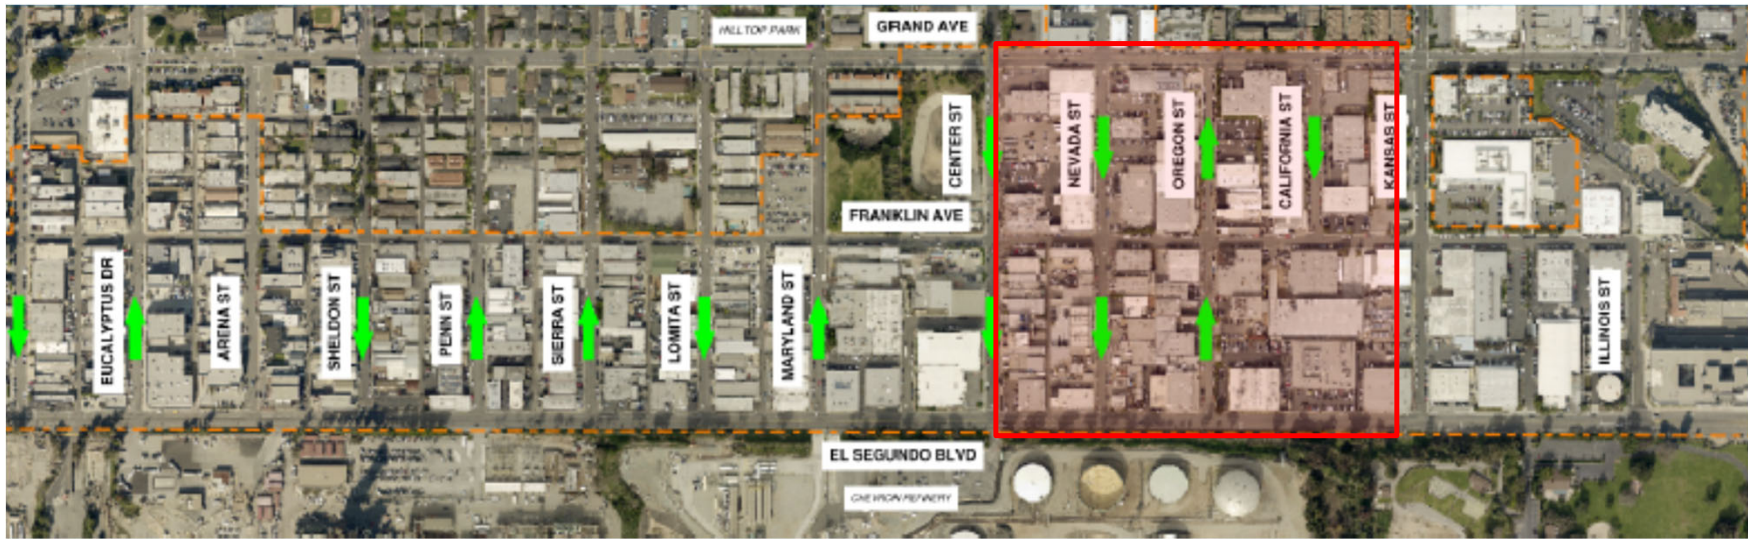 HILLTOP PARK
GRAND AVE
CENTER ST
NEVADA ST
OREGON ST
CALIFORNIA ST
KANSAS ST
FRANKLIN AVE
EUCALYPTUS DR
ARENA ST
SHELDON ST
PENN ST
SIERRA ST
LOMITA ST
MARYLAND ST
ILLINOIS ST
EL SEGUNDO BLVD
CHEVRON REFINERY